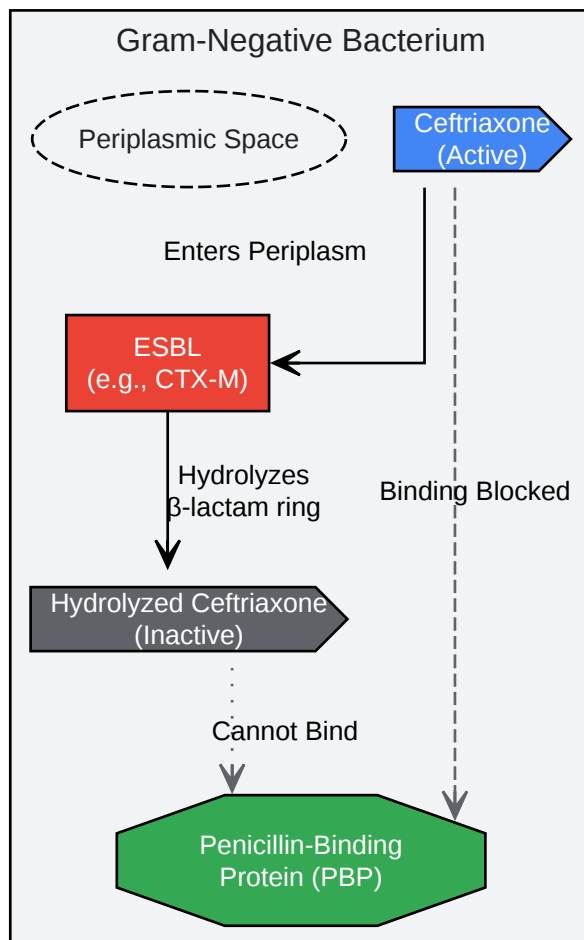 Gram-Negative Bacterium
Periplasmic Space
Ceftriaxone
(Active)
Enters Periplasm
ESBL
(e.g., CTX-M)
Hydrolyzes
β-lactam ring
Binding Blocked
Hydrolyzed Ceftriaxone
(Inactive)
Cannot Bind
Penicillin-Binding
Protein (PBP)